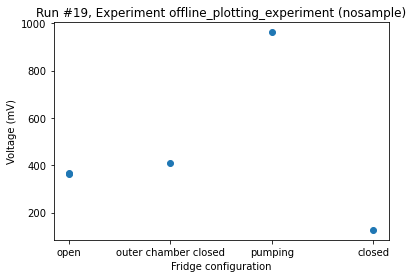 Run #19, Experiment offline_plotting_experiment (nosample)
1000
800
600
400
200
Voltage (mV)
open outer chamber closed pumping closed
Fridge configuration